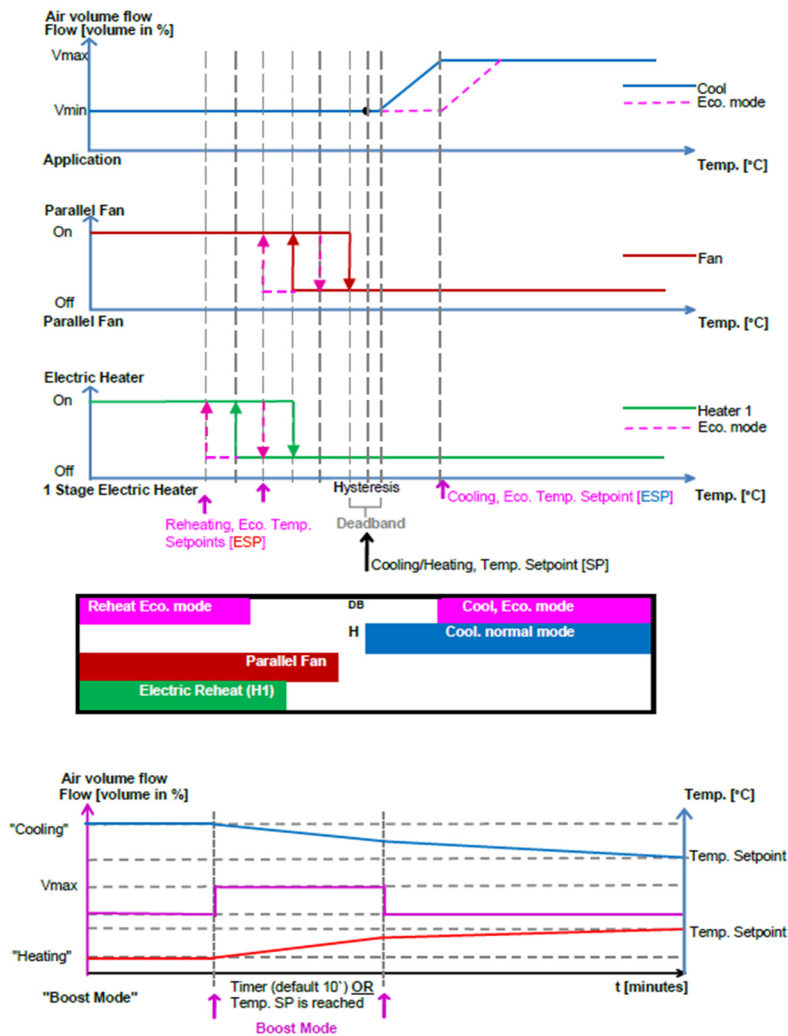 Air volume flow
Flow [volume in %]
Vmax
Cool
Eco. mode
Vmin
Application
Temp. [°C]
Parallel Fan
On
Fan
Off
Parallel Fan
Temp. [°C]
Electric Heater
On
Heater 1
Eco. mode
Off
1 Stage Electric Heater
Hysteresis
Cooling, Eco. Temp. Setpoint [ESP]
Temp. [°C]
Reheating, Eco. Temp.
Setpoints [ESP]
Deadband
Cooling/Heating, Temp. Setpoint [SP]
Reheat Eco. mode
DB
Cool, Eco. mode
H
Cool. normal mode
Parallel Fan
Electric Reheat (H1)
Air volume flow
Flow [volume in %]
Temp. [°C]
"Cooling"
Temp. Setpoint
Vmax
Temp. Setpoint
"Heating"
"Boost Mode"
Timer (default 10`) OR
Temp. SP is reached
t [minutes]
Boost Mode